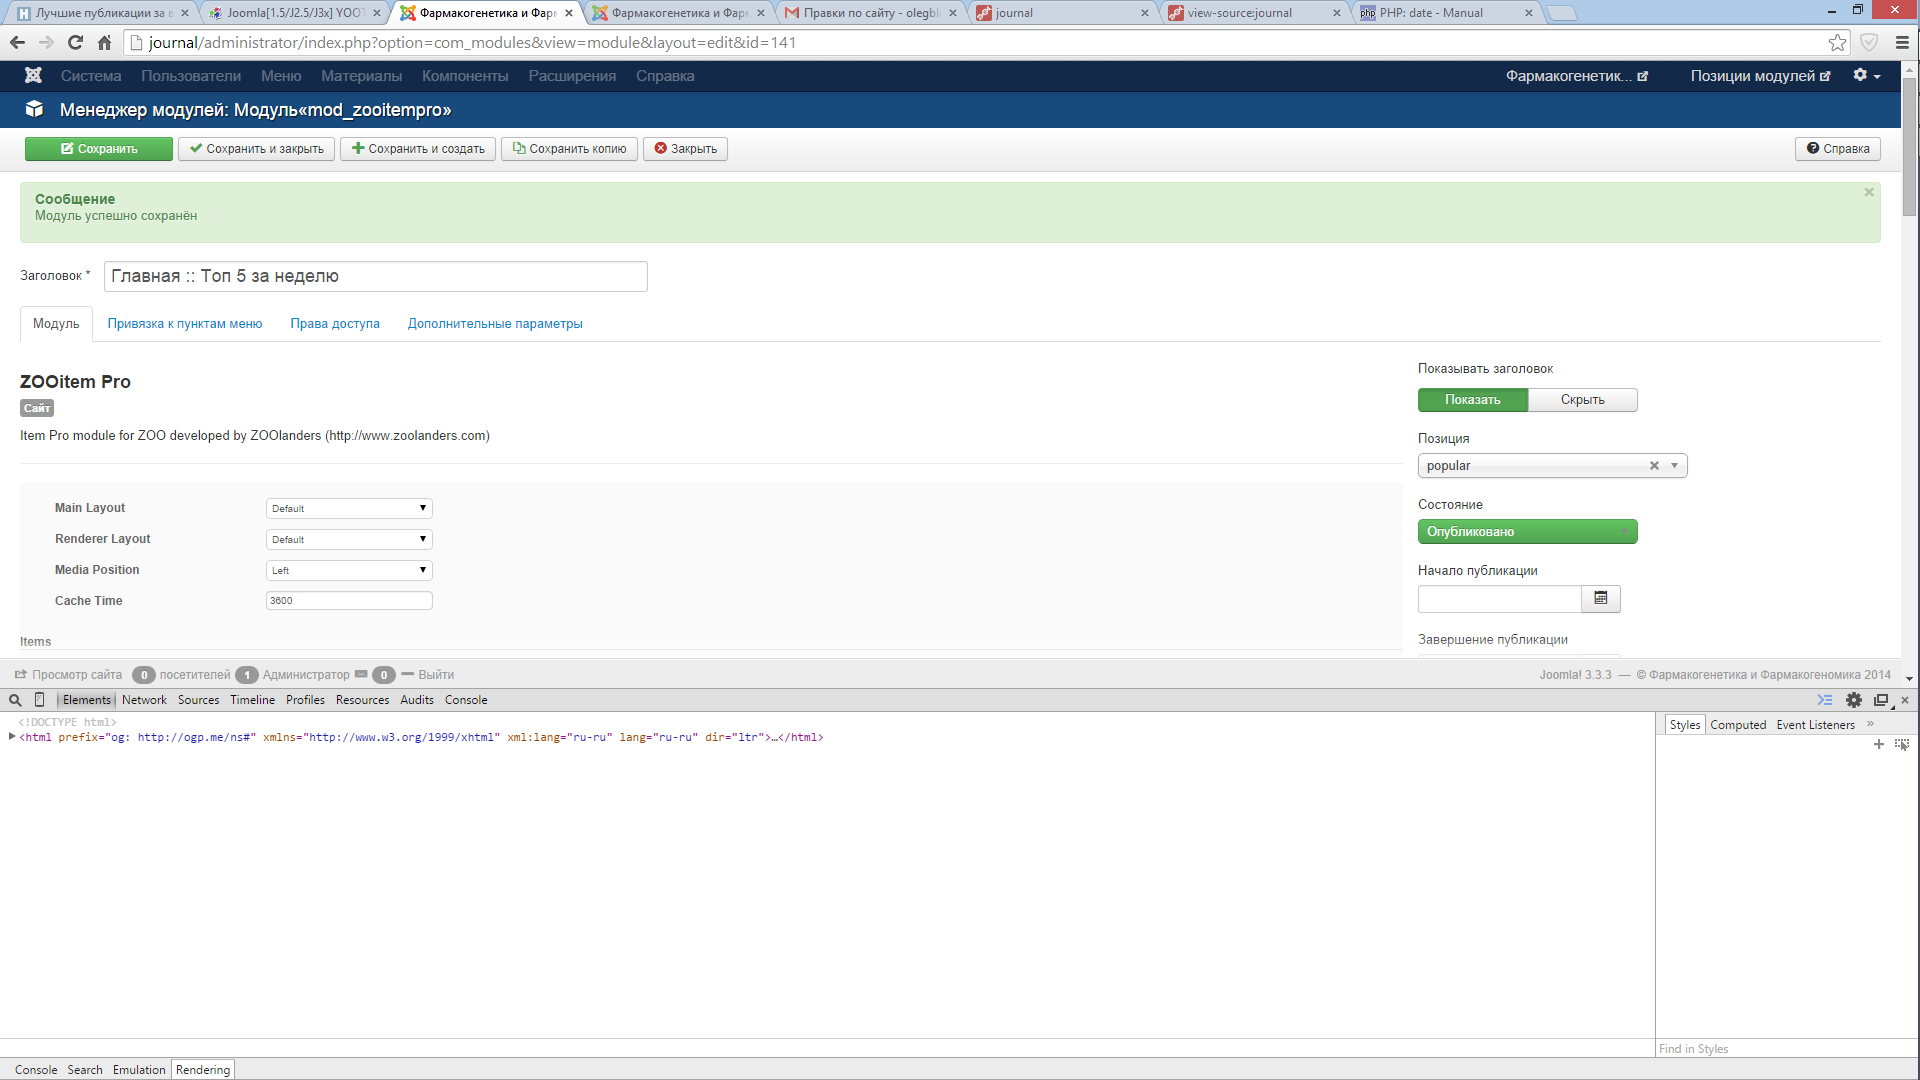 Лучшие публикации за в
Joomla[1.5/J2.5/J3x] YOOT
Фармакогенетика и Фар
Фармакогенетика и Фар
Правки по сайту - olegbl
journal
view-source:journal
PHP: date - Manual
journal/administrator/index.php?option=com_modules&view=module&layout=edit&id=141
Система Пользователи Меню Материалы Компоненты Расширения Справка Фармакогенетик... Позиции модулей
Менеджер модулей: Модуль«mod_zooitempro»
Сохранить Сохранить и закрыть Сохранить и создать Сохранить копию Закрыть Справка
Сообщение
Модуль успешно сохранён
Заголовок * Главная :: Топ 5 за неделю
Модуль Привязка к пунктам меню Права доступа Дополнительные параметры
ZOOitem Pro
Сайт
Item Pro module for ZOO developed by ZOOlanders (http://www.zoolanders.com)
Main Layout Default
Renderer Layout Default
Media Position Left
Cache Time 3600
Items
Показывать заголовок
Показать Скрыть
Позиция
popular
Состояние
Опубликовано
Начало публикации
Завершение публикации
Просмотр сайта 0 посетителей 1 Администратор 0 Выйти Joomla! 3.3.3 — © Фармакогенетика и Фармакогеномика 2014
Elements Network Sources Timeline Profiles Resources Audits Console
<!DOCTYPE html>
<html prefix="og: http://ogp.me/ns#" xmlns="http://www.w3.org/1999/xhtml" xml:lang="ru-ru" lang="ru-ru" dir="ltr">…</html>
Styles Computed Event Listeners »
Find in Styles
Console Search Emulation Rendering